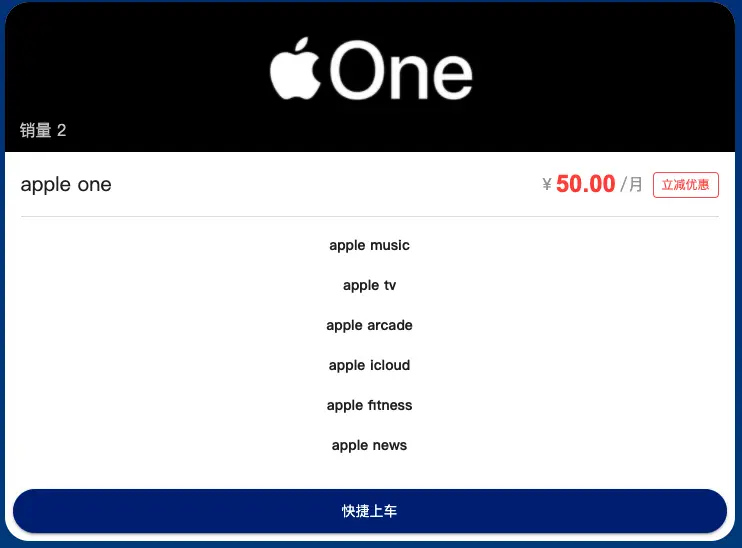 One
销量 2
apple one
¥ 50.00 /月 立减优惠
apple music
apple tv
apple arcade
apple icloud
apple fitness
apple news
快捷上车